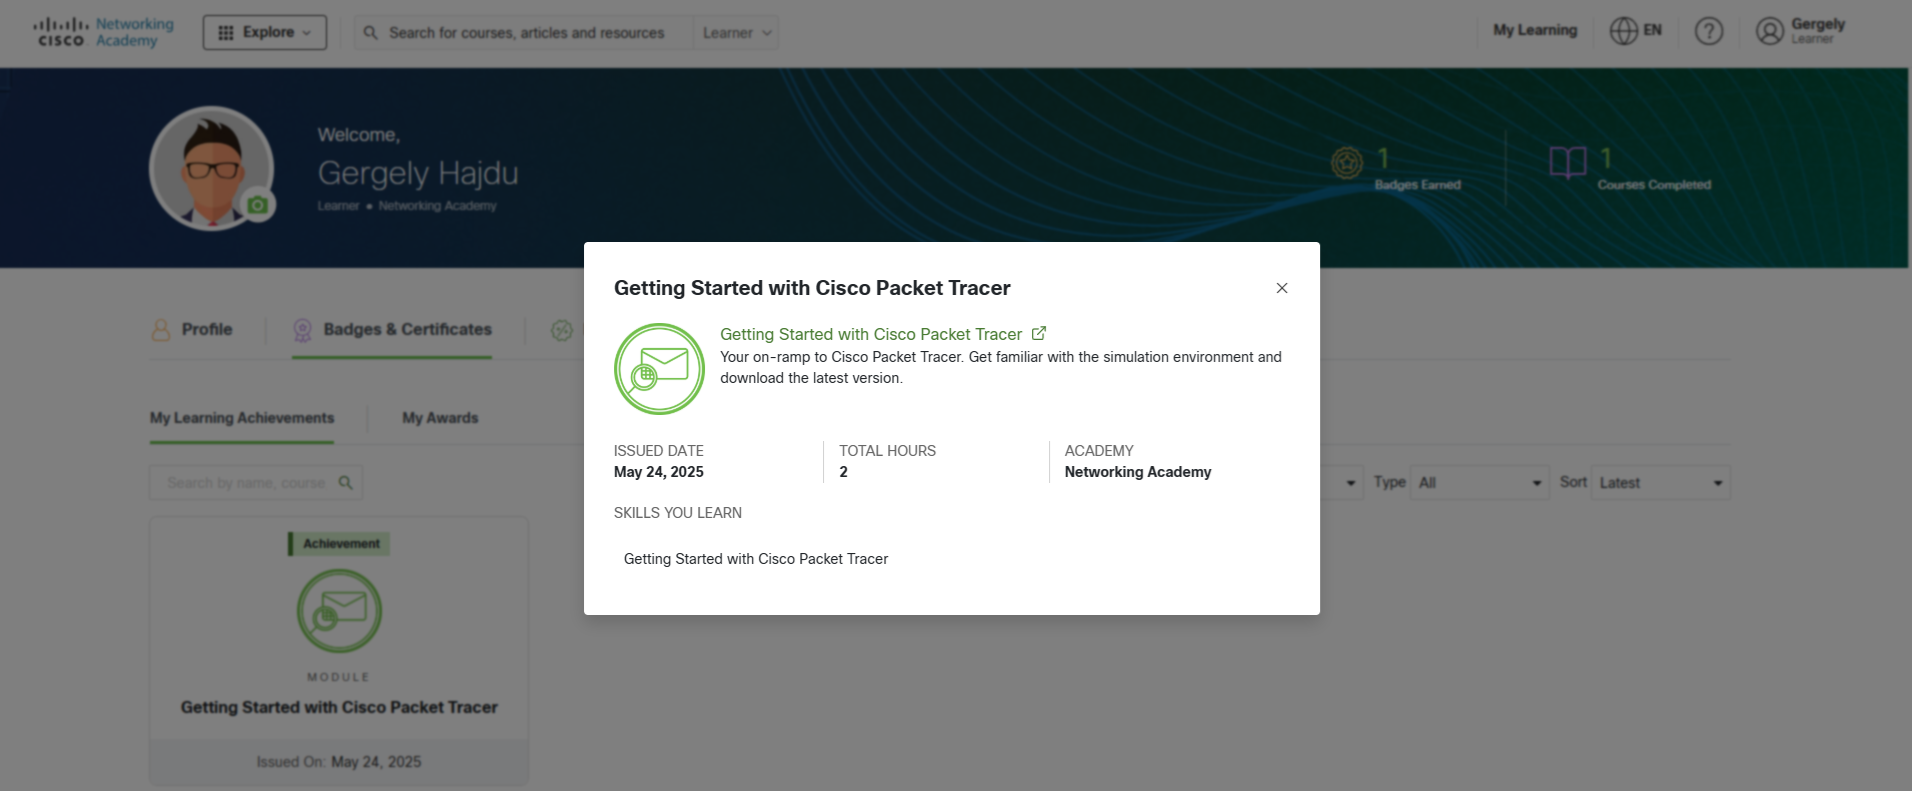 Networking
CISCO Academy
Explore
Search for courses, articles and resources
Learner
My Learning
EN
?
Gergely
Learner
Welcome,
Gergely Hajdu
Learner • Networking Academy
1
Badges Earned
1
Courses Completed
Profile
Badges & Certificates
My Learning Achievements
My Awards
Search by name, course
Type
All
Sort
Latest
Achievement
MODULE
Getting Started with Cisco Packet Tracer
Issued On: May 24, 2025
Getting Started with Cisco Packet Tracer
Getting Started with Cisco Packet Tracer
Your on-ramp to Cisco Packet Tracer. Get familiar with the simulation environment and
download the latest version.
ISSUED DATE
May 24, 2025
TOTAL HOURS
2
ACADEMY
Networking Academy
SKILLS YOU LEARN
Getting Started with Cisco Packet Tracer